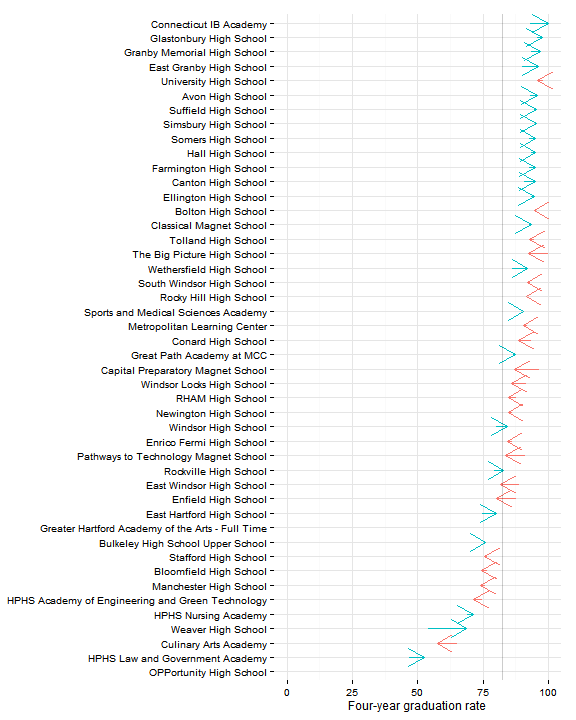 Connecticut IB Academy
Glastonbury High School
Granby Memorial High School
East Granby High School
University High School
Avon High School
Suffield High School
Simsbury High School
Somers High School
Hall High School
Farmington High School
Canton High School
Ellington High School
Bolton High School
Classical Magnet School
Tolland High School
The Big Picture High School
Wethersfield High School
South Windsor High School
Rocky Hill High School
Sports and Medical Sciences Academy
Metropolitan Learning Center
Conard High School
Great Path Academy at MCC
Capital Preparatory Magnet School
Windsor Locks High School
RHAM High School
Newington High School
Windsor High School
Enrico Fermi High School
Pathways to Technology Magnet School
Rockville High School
East Windsor High School
Enfield High School
East Hartford High School
Greater Hartford Academy of the Arts - Full Time
Bulkeley High School Upper School
Stafford High School
Bloomfield High School
Manchester High School
HPHS Academy of Engineering and Green Technology
HPHS Nursing Academy
Weaver High School
Culinary Arts Academy
HPHS Law and Government Academy
OPPortunity High School
0 25 50 75 100
Four-year graduation rate